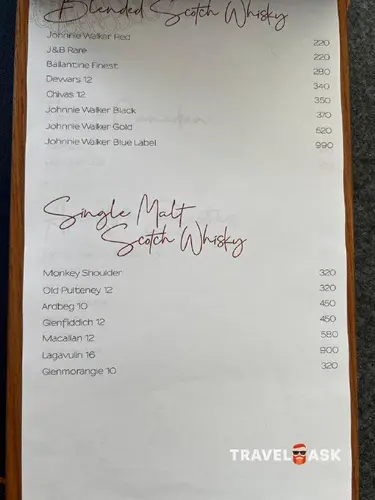 Blended Scotch Whisky
Johnnie Walker Red 220
J&B Rare 220
Ballantine Finest 280
Dewars 12 340
Chivas 12 350
Johnnie Walker Black 370
Johnnie Walker Gold 620
Johnnie Walker Blue Label 990
Single Malt
Scotch Whisky
Monkey Shoulder 320
Old Pulteney 12 320
Ardbeg 10 450
Glenfiddich 12 450
Macallan 12 580
Lagavulin 16 900
Glenmorangie 10 320
TRAVEL ASK